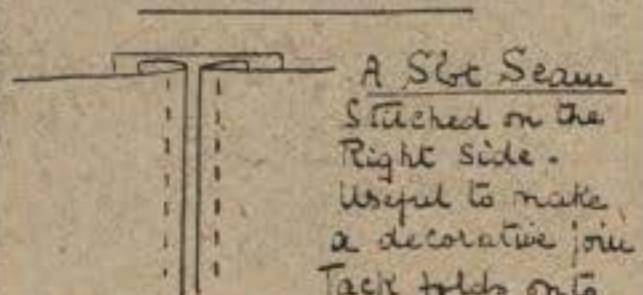 A Slot Seam
Stitched on the
Right Side.
Useful to make
a decorative join
Tack folds onto